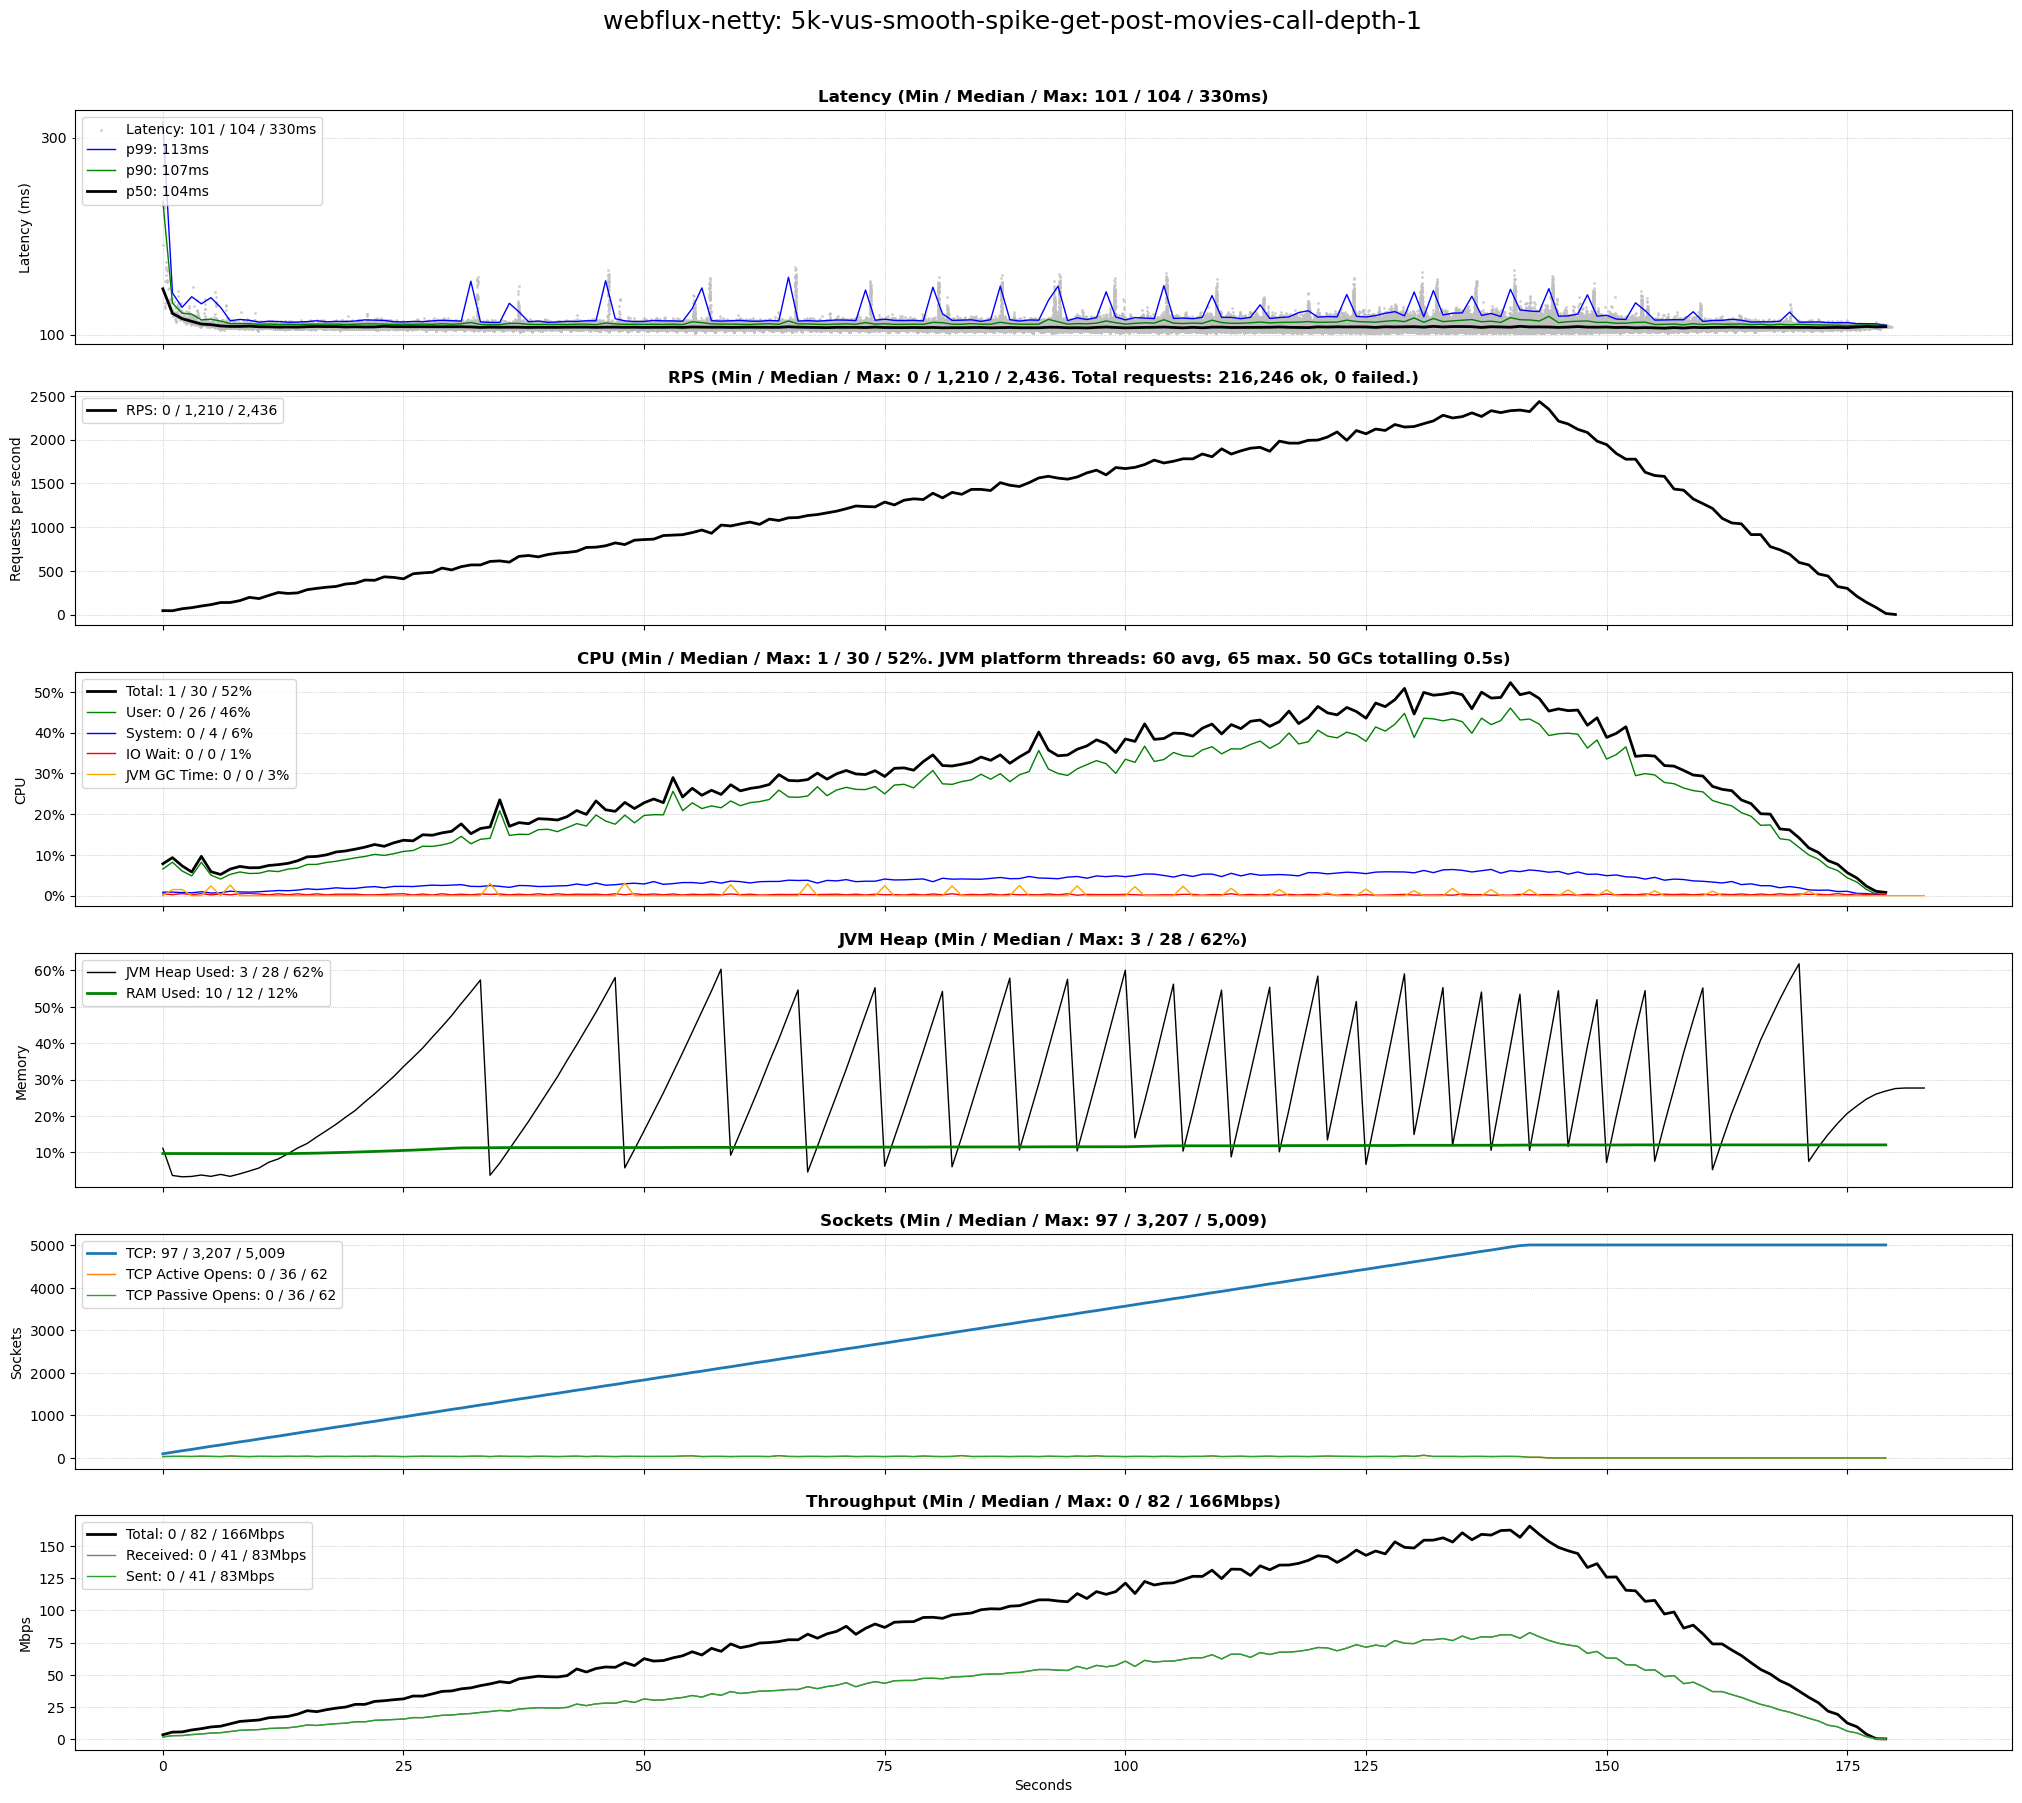 webflux-netty: 5k-vus-smooth-spike-get-post-movies-call-depth-1
Latency (Min / Median / Max: 101 / 104 / 330ms)
Latency (ms)
300
100
Latency: 101 / 104 / 330ms
p99: 113ms
p90: 107ms
p50: 104ms
RPS (Min / Median / Max: 0 / 1,210 / 2,436. Total requests: 216,246 ok, 0 failed.)
Requests per second
2500
2000
1500
1000
500
0
RPS: 0 / 1,210 / 2,436
CPU (Min / Median / Max: 1 / 30 / 52%. JVM platform threads: 60 avg, 65 max. 50 GCs totalling 0.5s)
CPU
50%
40%
30%
20%
10%
0%
Total: 1 / 30 / 52%
User: 0 / 26 / 46%
System: 0 / 4 / 6%
IO Wait: 0 / 0 / 1%
JVM GC Time: 0 / 0 / 3%
JVM Heap (Min / Median / Max: 3 / 28 / 62%)
Memory
60%
50%
40%
30%
20%
10%
JVM Heap Used: 3 / 28 / 62%
RAM Used: 10 / 12 / 12%
Sockets (Min / Median / Max: 97 / 3,207 / 5,009)
Sockets
5000
4000
3000
2000
1000
0
TCP: 97 / 3,207 / 5,009
TCP Active Opens: 0 / 36 / 62
TCP Passive Opens: 0 / 36 / 62
Throughput (Min / Median / Max: 0 / 82 / 166Mbps)
Mbps
150
125
100
75
50
25
0
Total: 0 / 82 / 166Mbps
Received: 0 / 41 / 83Mbps
Sent: 0 / 41 / 83Mbps
0 25 50 75 100 125 150 175
Seconds